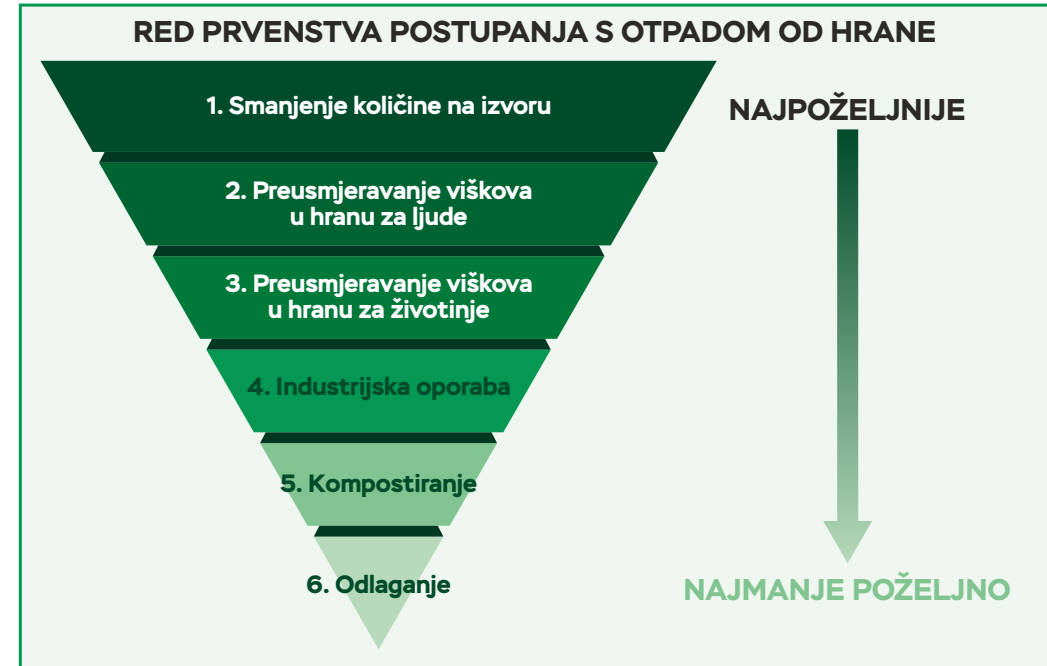 RED PRVENSTVA POSTUPANJA S OTPADOM OD HRANE
1. Smanjenje količine na izvoru
NAJPOŽELJNIJE
2. Preusmjeravanje viškova
u hranu za ljude
3. Preusmjeravanje viškova
u hranu za životinje
4. Industrijska oporaba
5. Kompostiranje
6. Odlaganje
NAJMANJE POŽELJNO